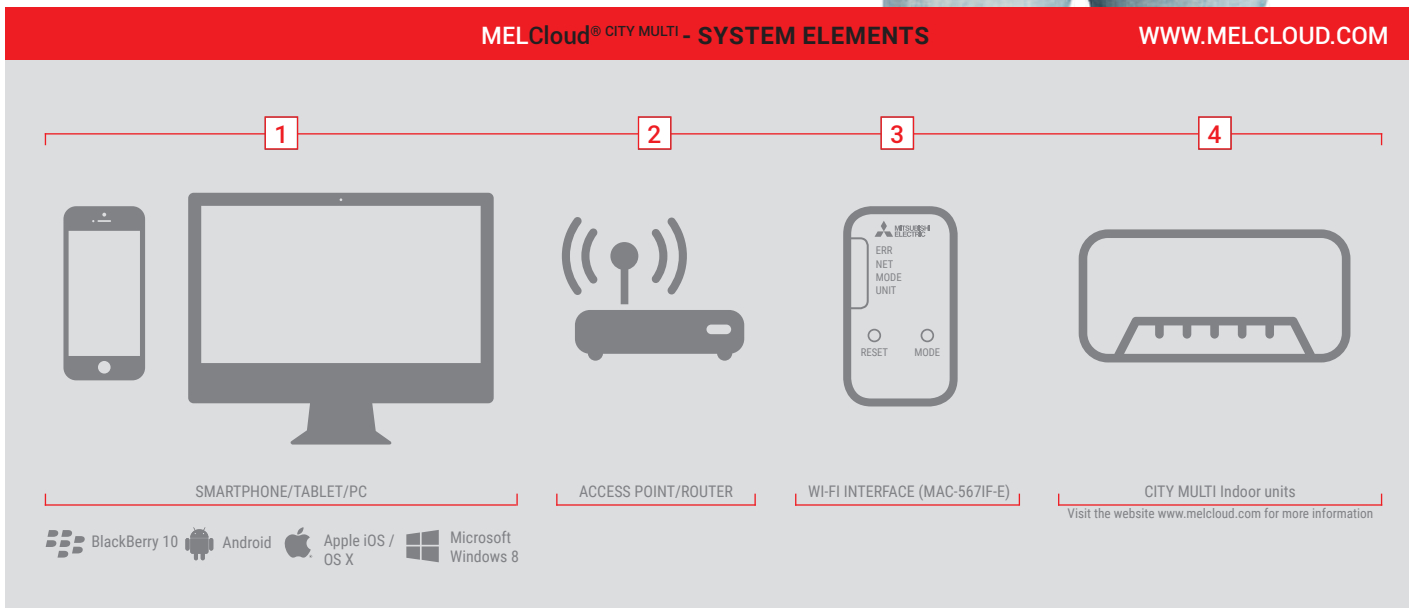 MELCloud® CITY MULTI - SYSTEM ELEMENTS
WWW.MELCLOUD.COM
1
2
3
4
MITSUBISHI
ELECTRIC
ERR
NET
MODE
UNIT
RESET
MODE
SMARTPHONE/TABLET/PC
ACCESS POINT/ROUTER
WI-FI INTERFACE (MAC-567IF-E)
CITY MULTI Indoor units
Visit the website www.melcloud.com for more information
BlackBerry 10
Android
Apple iOS /
OS X
Microsoft
Windows 8